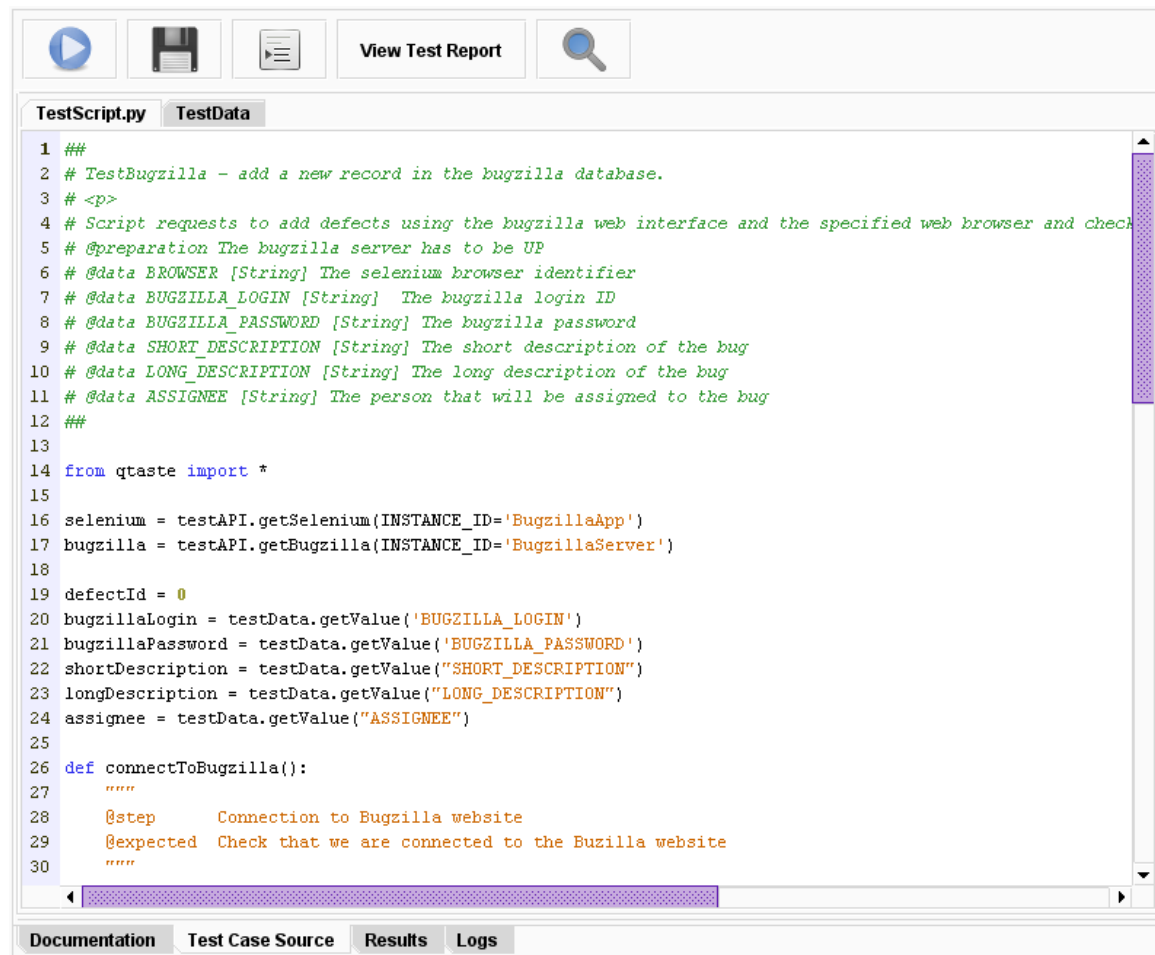 View Test Report
TestScript.py TestData
1 ##
2 # TestBugzilla - add a new record in the bugzilla database.
3 # <p>
4 # Script requests to add defects using the bugzilla web interface and the specified web browser and check
5 # @preparation The bugzilla server has to be UP
6 # @data BROWSER [String] The selenium browser identifier
7 # @data BUGZILLA_LOGIN [String]  The bugzilla login ID
8 # @data BUGZILLA_PASSWORD [String] The bugzilla password
9 # @data SHORT_DESCRIPTION [String] The short description of the bug
10 # @data LONG_DESCRIPTION [String] The long description of the bug
11 # @data ASSIGNEE [String] The person that will be assigned to the bug
12 ##
13
14 from qtaste import *
15
16 selenium = testAPI.getSelenium(INSTANCE_ID='BugzillaApp')
17 bugzilla = testAPI.getBugzilla(INSTANCE_ID='BugzillaServer')
18
19 defectId = 0
20 bugzillaLogin = testData.getValue('BUGZILLA_LOGIN')
21 bugzillaPassword = testData.getValue('BUGZILLA_PASSWORD')
22 shortDescription = testData.getValue("SHORT_DESCRIPTION")
23 longDescription = testData.getValue("LONG_DESCRIPTION")
24 assignee = testData.getValue("ASSIGNEE")
25
26 def connectToBugzilla():
27     """
28     @step      Connection to Bugzilla website
29     @expected  Check that we are connected to the Buzilla website
30     """
Documentation Test Case Source Results Logs